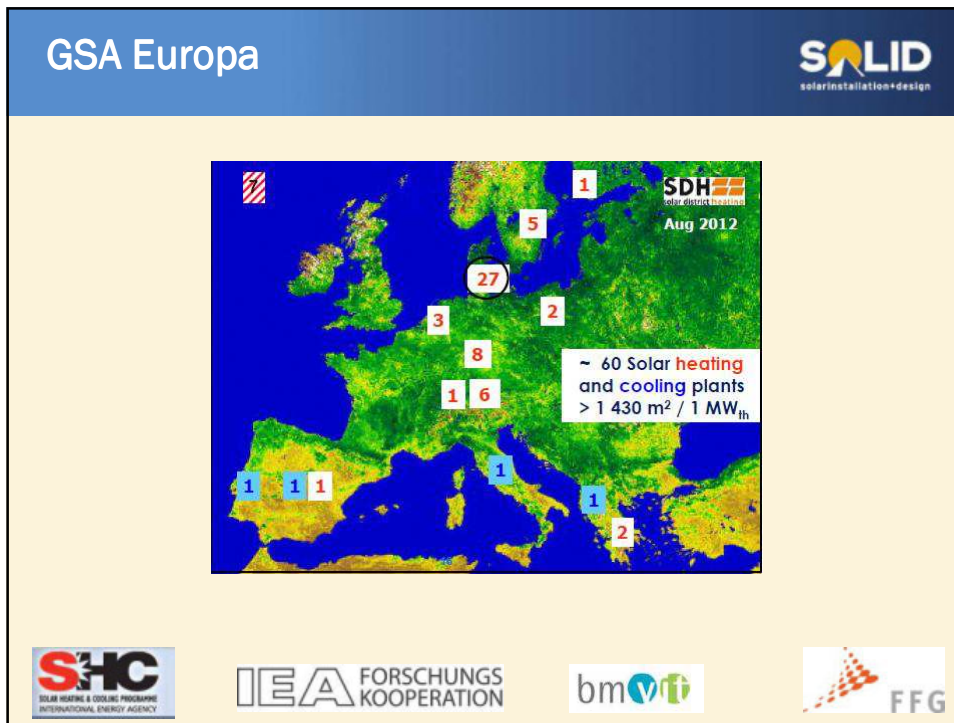 GSA Europa
SOLID
solarinstallation+design
7
1
SDH
solar district heating
Aug 2012
5
27
3
2
8
~ 60 Solar heating
and cooling plants
> 1 430 m² / 1 MWth
1
6
1
1
1
1
1
2
SHC
SOLAR HEATING & COOLING PROGRAMME
INTERNATIONAL ENERGY AGENCY
IEA FORSCHUNGS
KOOPERATION
bmvit
FFG